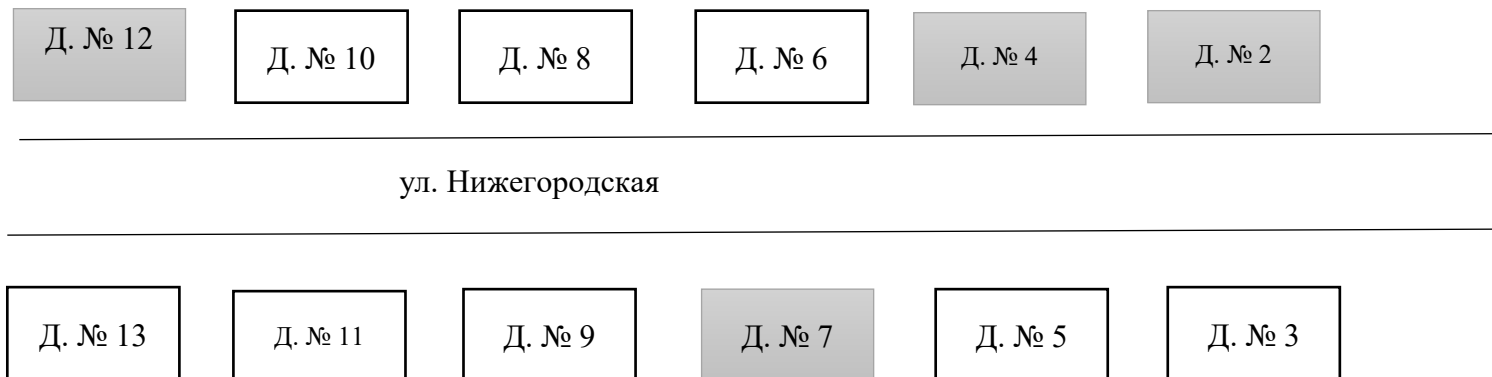 Д. № 12 Д. № 10 Д. № 8 Д. № 6 Д. № 4 Д. № 2
ул. Нижегородская
Д. № 13 Д. № 11 Д. № 9 Д. № 7 Д. № 5 Д. № 3